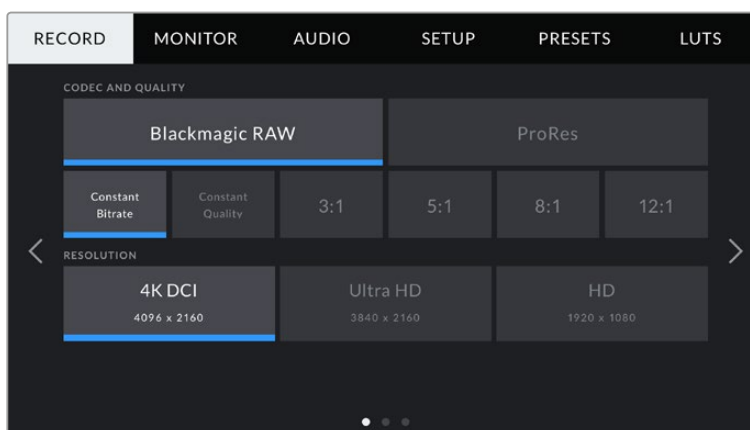 RECORD MONITOR AUDIO SETUP PRESETS LUTS
CODEC AND QUALITY
Blackmagic RAW ProRes
Constant Bitrate Constant Quality 3:1 5:1 8:1 12:1
RESOLUTION
4K DCI Ultra HD HD
4096 x 2160 3840 x 2160 1920 x 1080